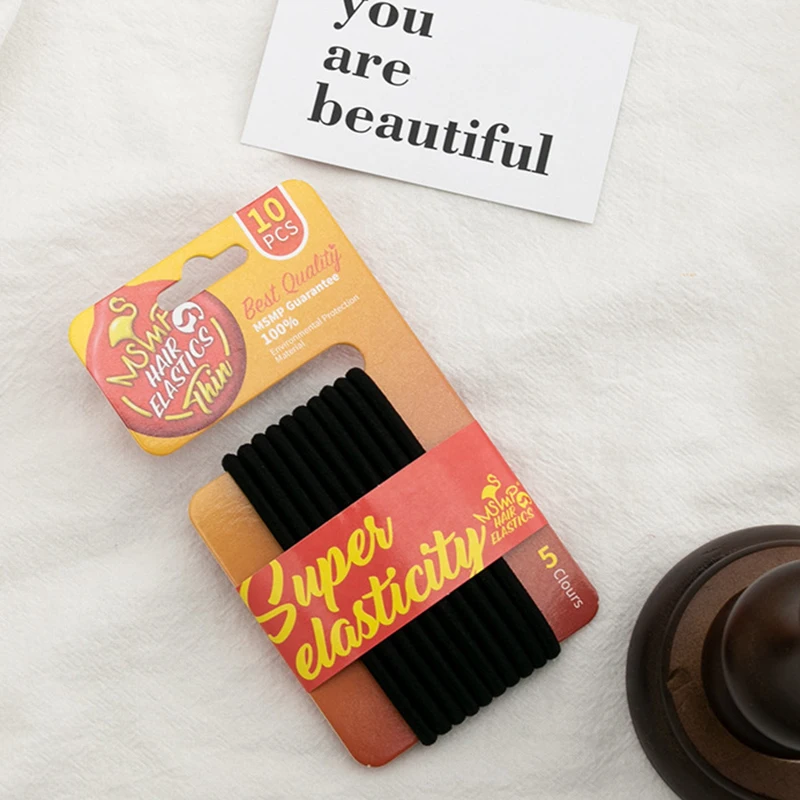 you
are
beautiful
10
PCS
Best Quality
MSMP Guarantee
100%
Environmental Protection
Material
MSMP
HAIR
ELASTICS
Thin
Super
elasticity
MSMP
HAIR
ELASTICS
5 Clours